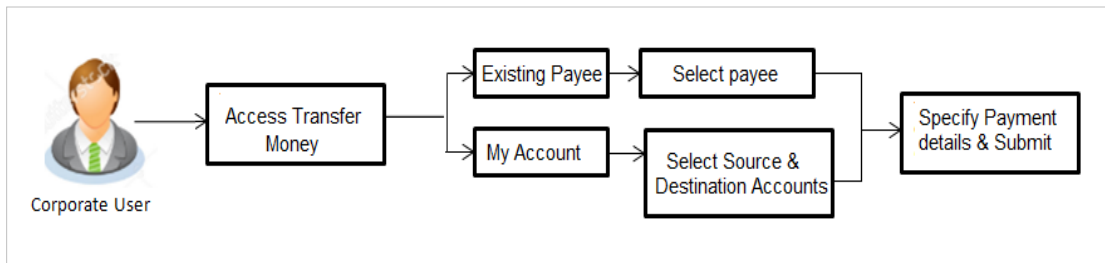 Existing Payee
Select payee
Access Transfer
Money
Specify Payment
details & Submit
My Account
Select Source &
Destination Accounts
Corporate User